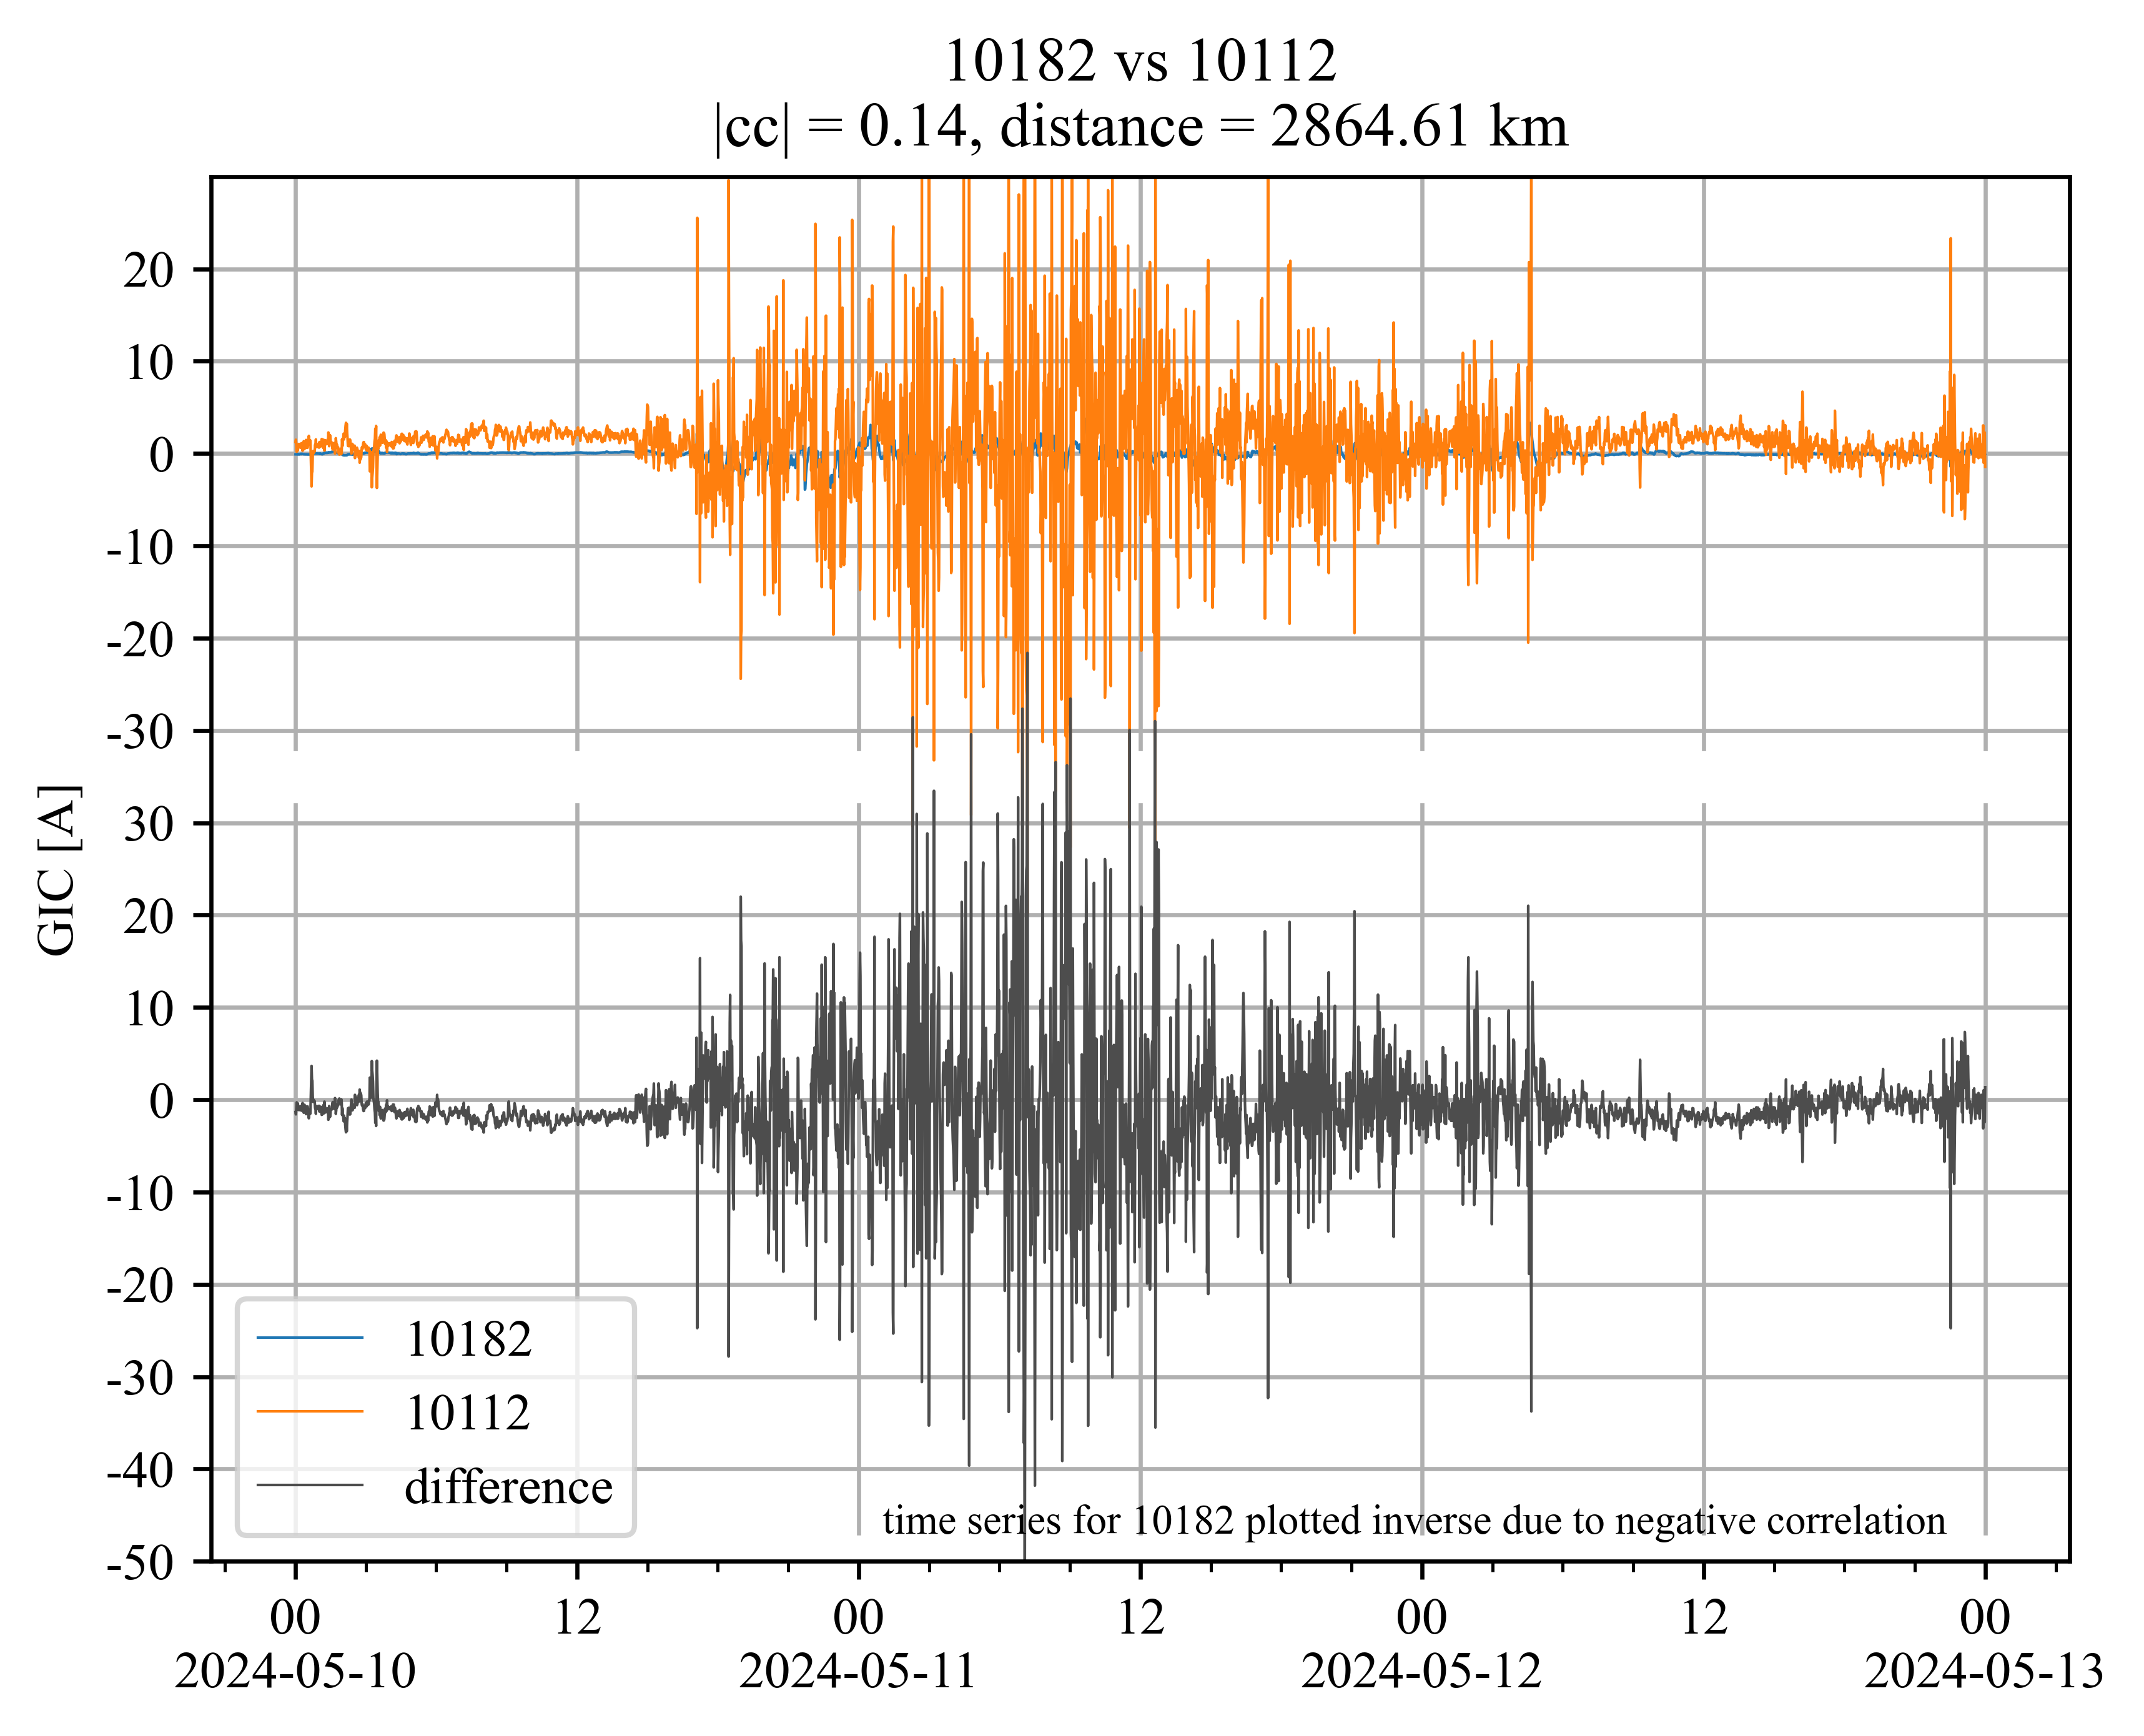 10182 vs 10112
|cc| = 0.14, distance = 2864.61 km
20
10
0
-10
-20
-30
30
20
10
0
-10
-20
-30
-40
-50
GIC [A]
10182
10112
difference
time series for 10182 plotted inverse due to negative correlation
00 12 00 12 00 12 00
2024-05-10 2024-05-11 2024-05-12 2024-05-13